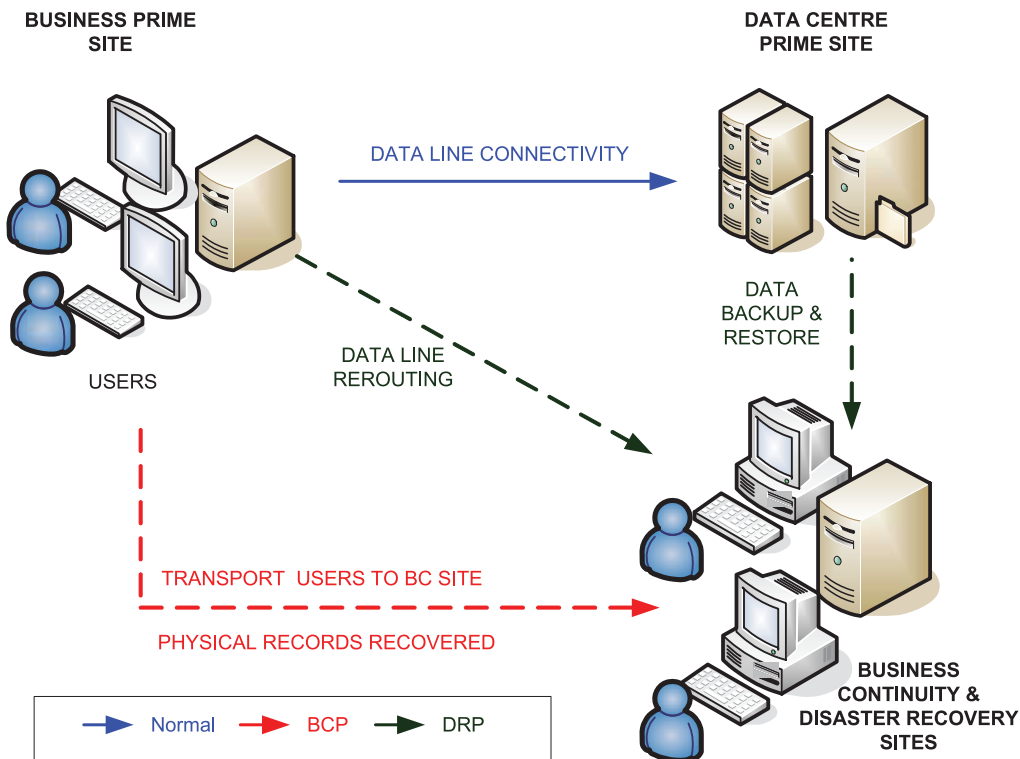 BUSINESS PRIME
SITE
DATA CENTRE
PRIME SITE
DATA LINE CONNECTIVITY
DATA
BACKUP &
RESTORE
DATA LINE
REROUTING
USERS
TRANSPORT USERS TO BC SITE
PHYSICAL RECORDS RECOVERED
BUSINESS
CONTINUITY &
DISASTER RECOVERY
SITES
Normal
BCP
DRP